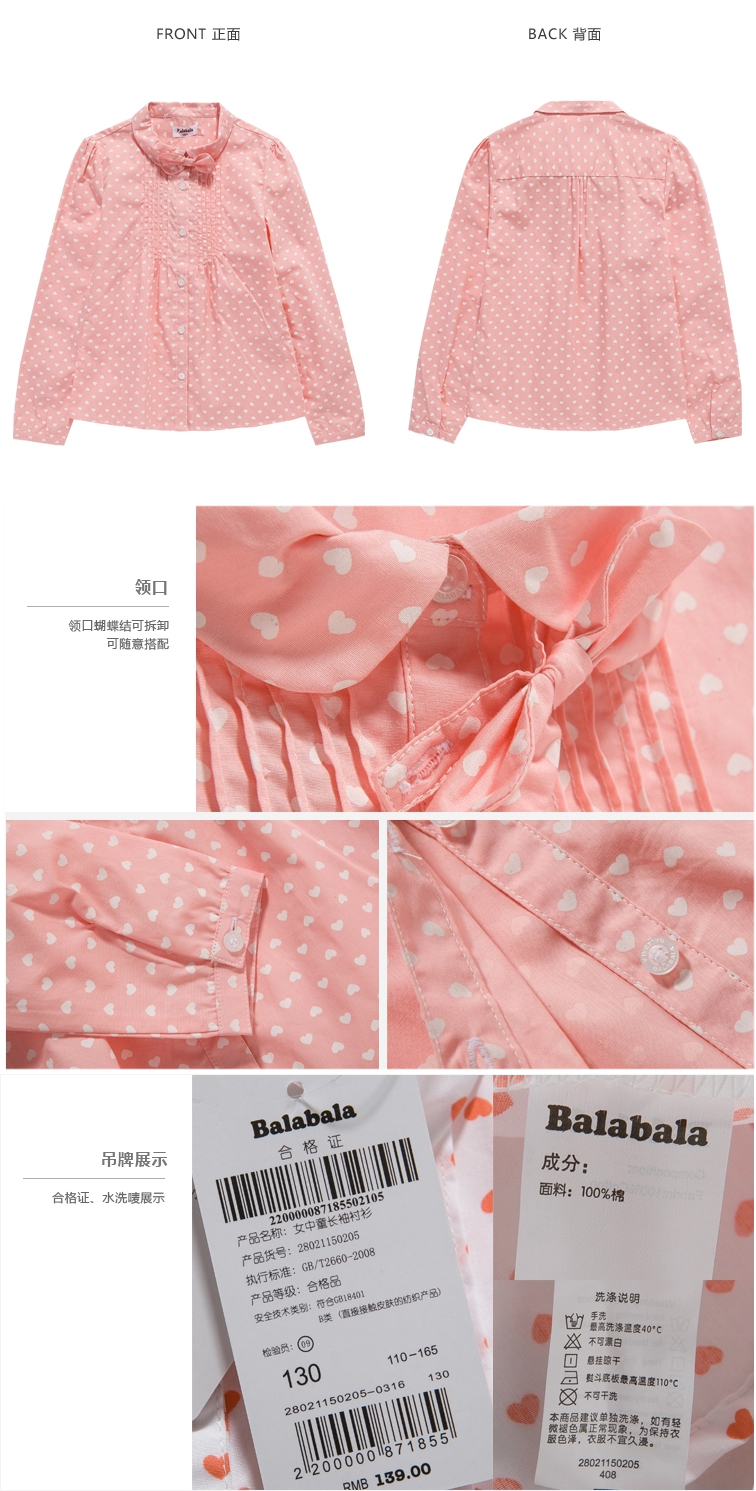 FRONT 正面
BACK 背面
Balabala
领口
领口蝴蝶结可拆卸
可随意搭配
吊牌展示
合格证、水洗唛展示
Balabala
合格证
220000087185502105
产品名称: 女中童长袖衬衫
产品货号: 28021150205
执行标准: GB/T2660-2008
产品等级: 合格品
安全技术类别: 符合GB18401
B类（直接接触皮肤的纺织产品）
检验员: 09
130 110-165
28021150205-0316 130
2 200000 871855
RMB 139.00
Balabala
成分:
面料: 100%棉
洗涤说明
手洗
最高洗涤温度40°C
不可漂白
悬挂晾干
熨斗底板最高温度110°C
不可干洗
本商品建议单独洗涤，如有轻
微褪色属正常现象，为保持衣
服色泽，衣服不宜久浸。
28021150205
408